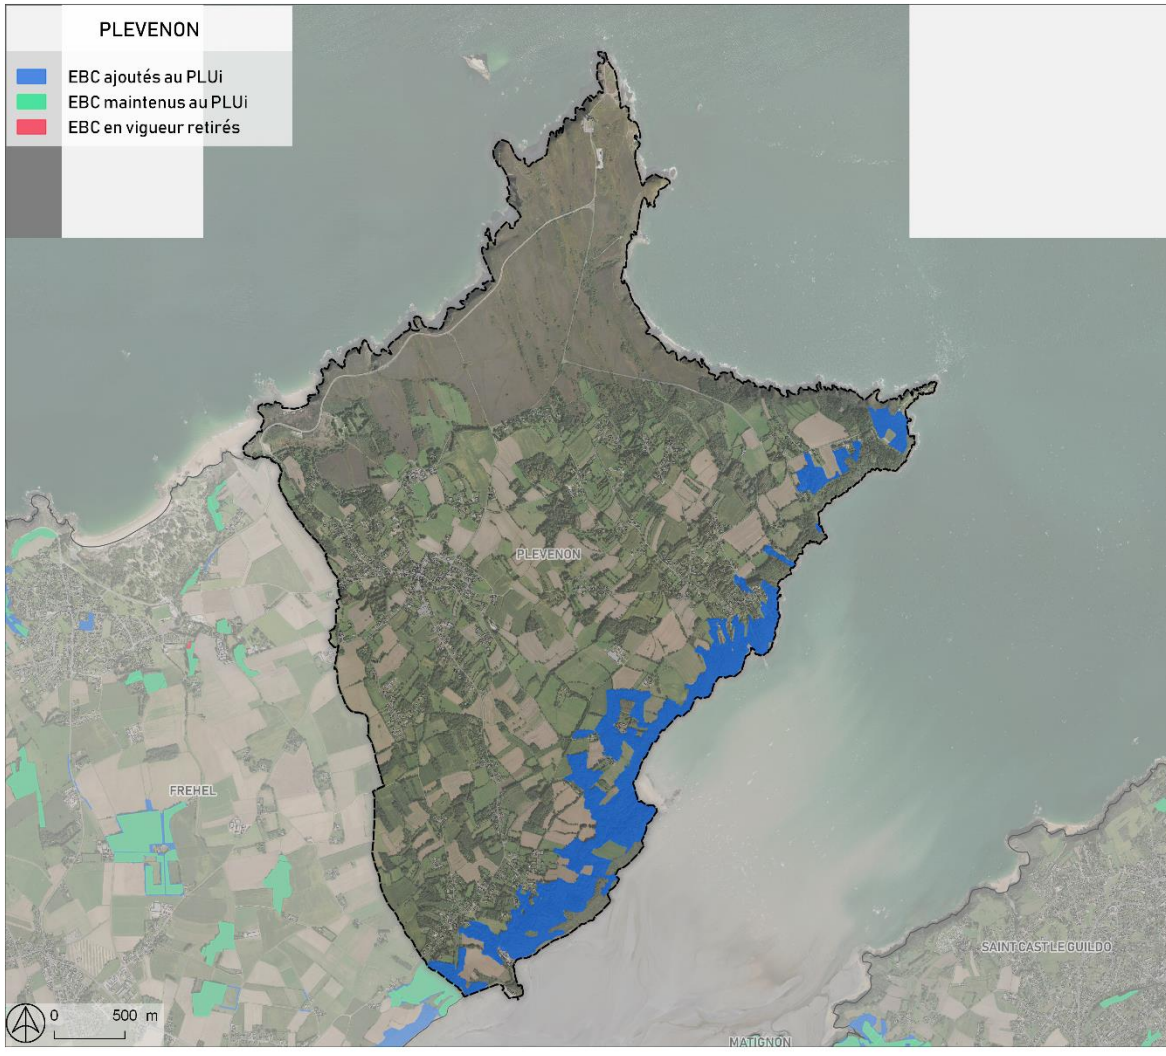 PLEVENON
EBC ajoutés au PLUi
EBC maintenus au PLUi
EBC en vigueur retirés
PLEVENON
FREHEL
SAINT CAST LE GUILDO
0 500 m
MATIGNON